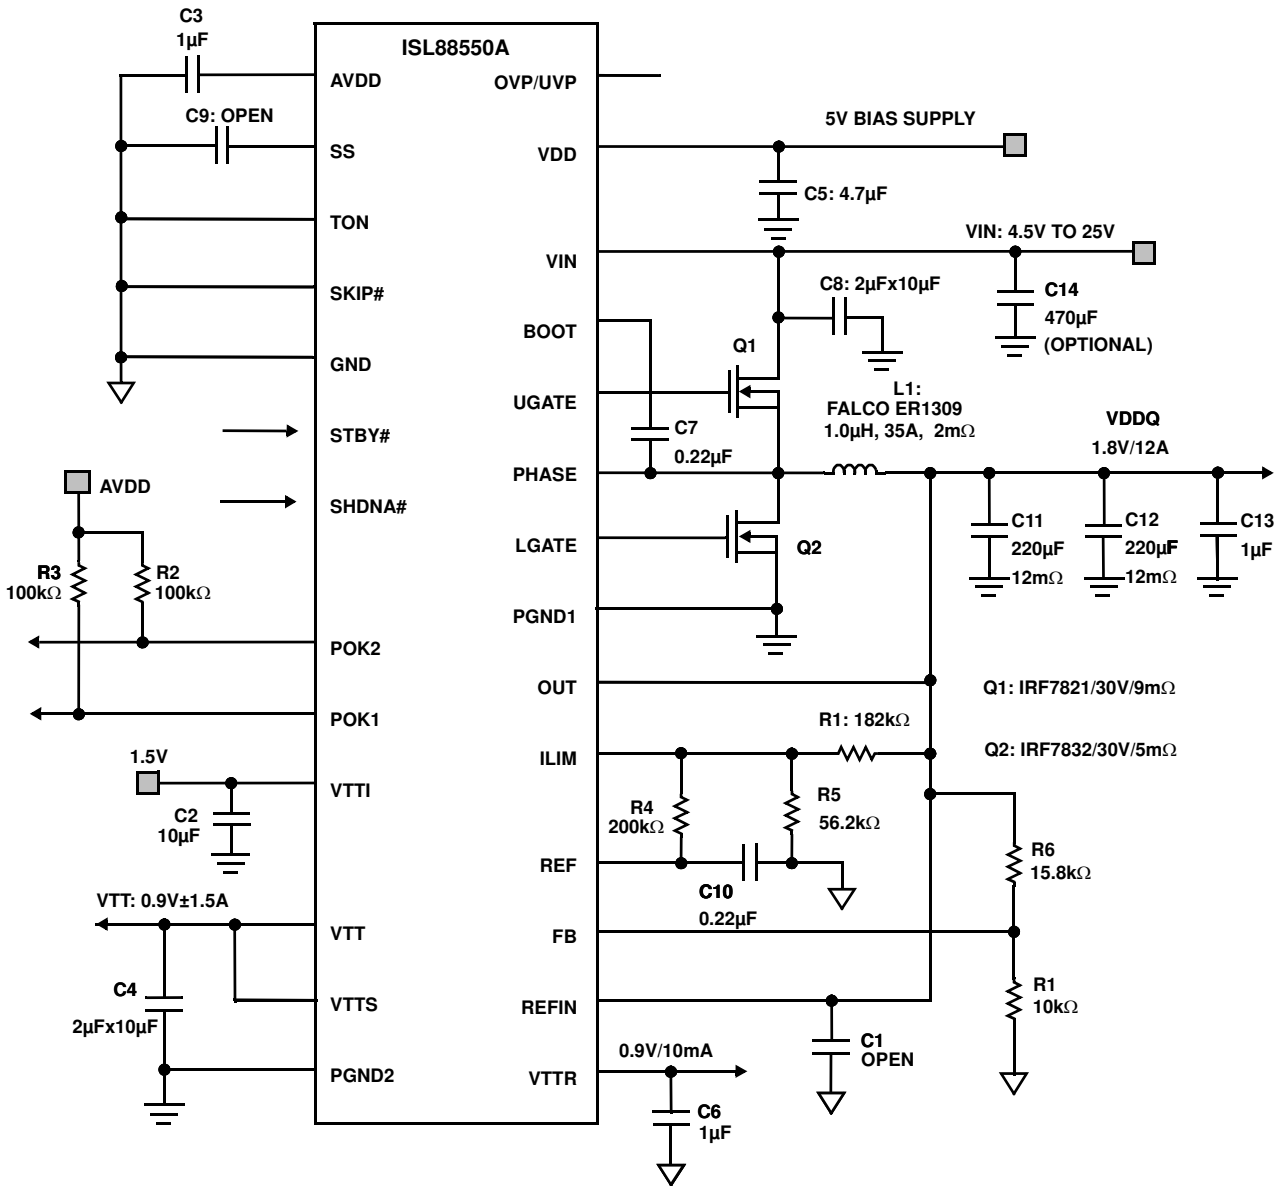 C3
1µF
ISL88550A
AVDD
OVP/UVP
C9: OPEN
SS
5V BIAS SUPPLY
VDD
C5: 4.7µF
TON
VIN: 4.5V TO 25V
VIN
SKIP#
C8: 2µFx10µF
C14
470µF
(OPTIONAL)
BOOT
Q1
GND
UGATE
L1:
FALCO ER1309
1.0µH, 35A, 2mΩ
VDDQ
1.8V/12A
STBY#
C7
0.22µF
PHASE
AVDD
SHDNA#
C11
220µF
12mΩ
C12
220µF
12mΩ
C13
1µF
LGATE
Q2
R3
100kΩ
R2
100kΩ
PGND1
POK2
OUT
Q1: IRF7821/30V/9mΩ
POK1
R1: 182kΩ
1.5V
ILIM
Q2: IRF7832/30V/5mΩ
VTTI
C2
10µF
R4
200kΩ
R5
56.2kΩ
REF
R6
15.8kΩ
C10
0.22µF
VTT: 0.9V±1.5A
VTT
FB
C4
2µFx10µF
VTTS
REFIN
R1
10kΩ
C1
OPEN
0.9V/10mA
PGND2
VTTR
C6
1µF